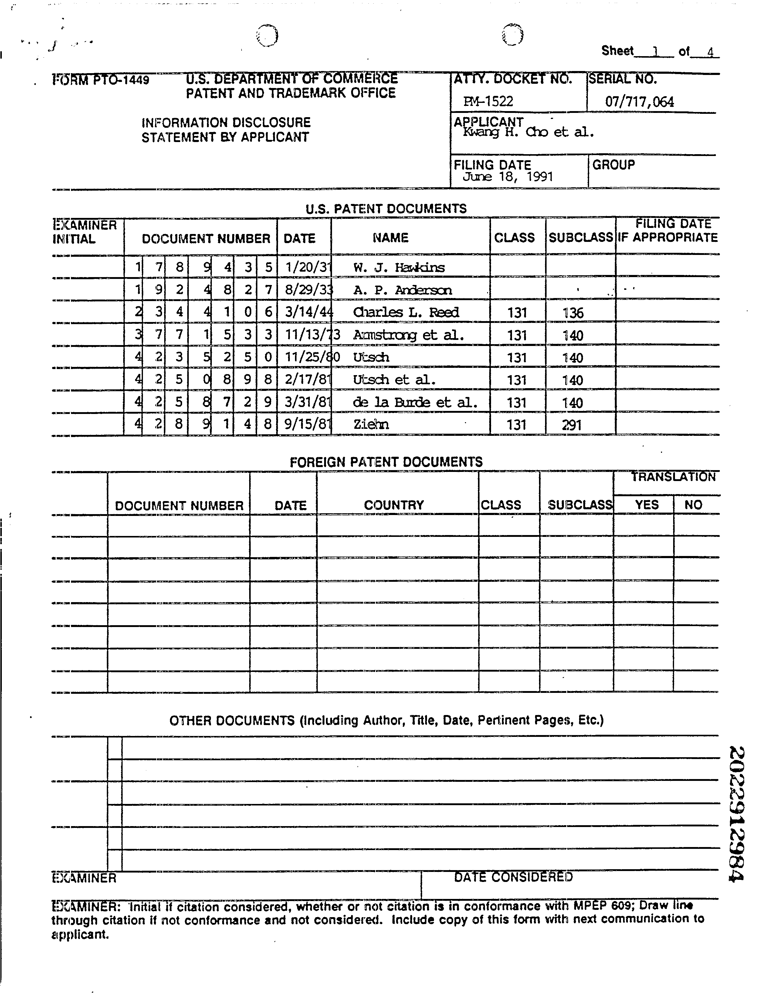 Sheet 1 of 4
FORM PTO-1449 U.S. DEPARTMENT OF COMMERCE
PATENT AND TRADEMARK OFFICE
INFORMATION DISCLOSURE
STATEMENT BY APPLICANT
ATTY. DOCKET NO. SERIAL NO.
PM-1522 07/717,064
APPLICANT
Kwang H. Cho et al.
FILING DATE GROUP
June 18, 1991
U.S. PATENT DOCUMENTS
EXAMINER INITIAL DOCUMENT NUMBER DATE NAME CLASS SUBCLASS FILING DATE IF APPROPRIATE
1 7 8 9 4 3 5 1/20/31 W. J. Hawkins
1 9 2 4 8 2 7 8/29/33 A. P. Anderson
2 3 4 4 1 0 6 3/14/44 Charles L. Reed 131 136
3 7 7 1 5 3 3 11/13/73 Armstrong et al. 131 140
4 2 3 5 2 5 0 11/25/80 Utsch 131 140
4 2 5 0 8 9 8 2/17/81 Utsch et al. 131 140
4 2 5 8 7 2 9 3/31/81 de la Burde et al. 131 140
4 2 8 9 1 4 8 9/15/81 Ziehn 131 291
FOREIGN PATENT DOCUMENTS
TRANSLATION
DOCUMENT NUMBER DATE COUNTRY CLASS SUBCLASS YES NO
OTHER DOCUMENTS (Including Author, Title, Date, Pertinent Pages, Etc.)
2022912984
EXAMINER DATE CONSIDERED
EXAMINER: Initial if citation considered, whether or not citation is in conformance with MPEP 609; Draw line
through citation if not conformance and not considered. Include copy of this form with next communication to
applicant.